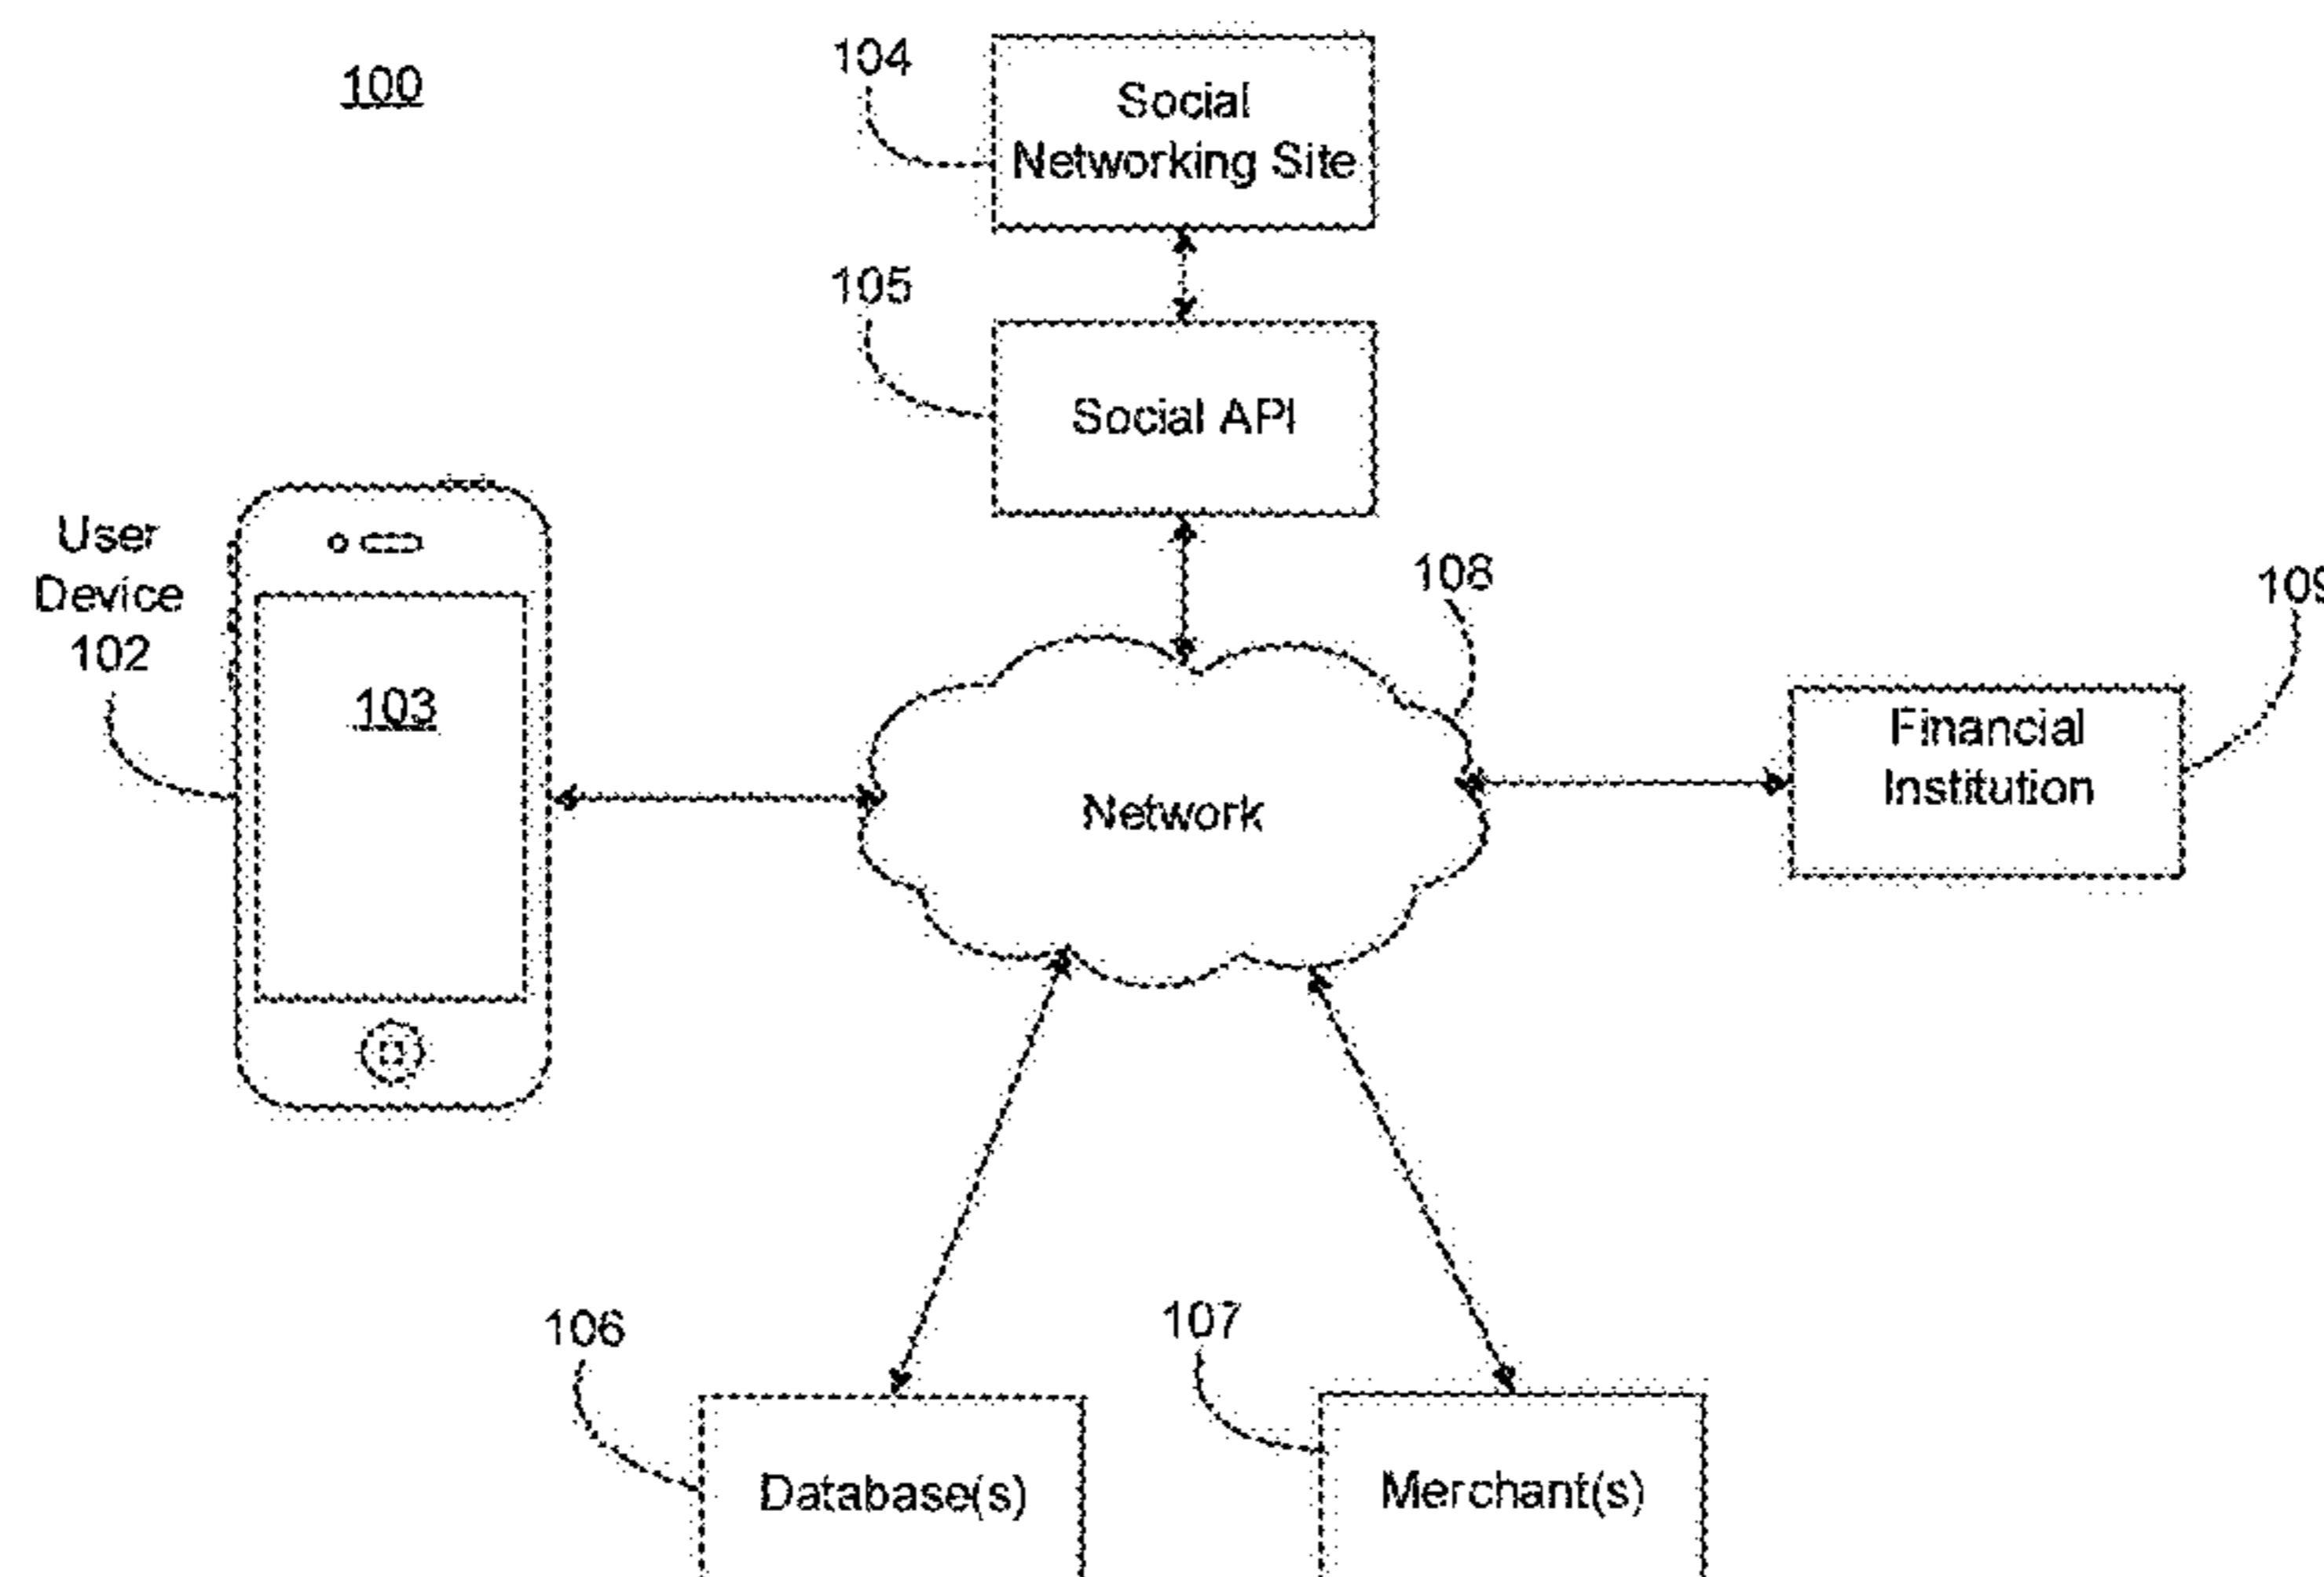 100
104
Social
Networking Site
105
Social API
User
Device
102
103
108
109
Network
Financial
Institution
106
107
Database(s)
Merchant(s)